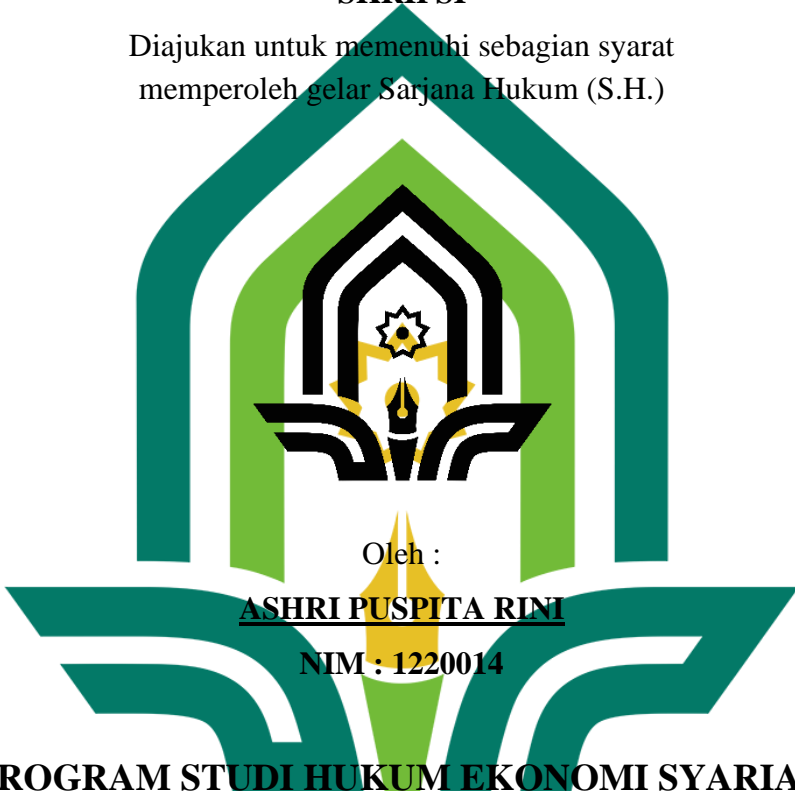 SKRIPSI
Diajukan untuk memenuhi sebagian syarat
memperoleh gelar Sarjana Hukum (S.H.)
Oleh :
ASHRI PUSPITA RINI
NIM : 1220014
ROGRAM STUDI HUKUM EKONOMI SYARIA